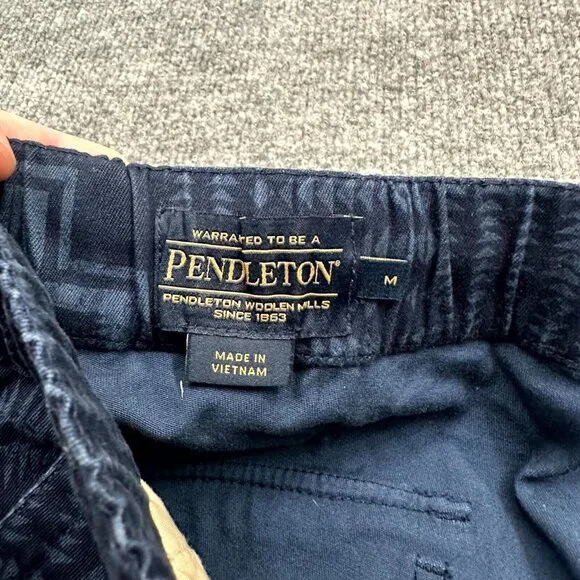 WARRANTED TO BE A
PENDLETON®
PENDLETON WOOLEN MILLS
SINCE 1863
M
MADE IN
VIETNAM